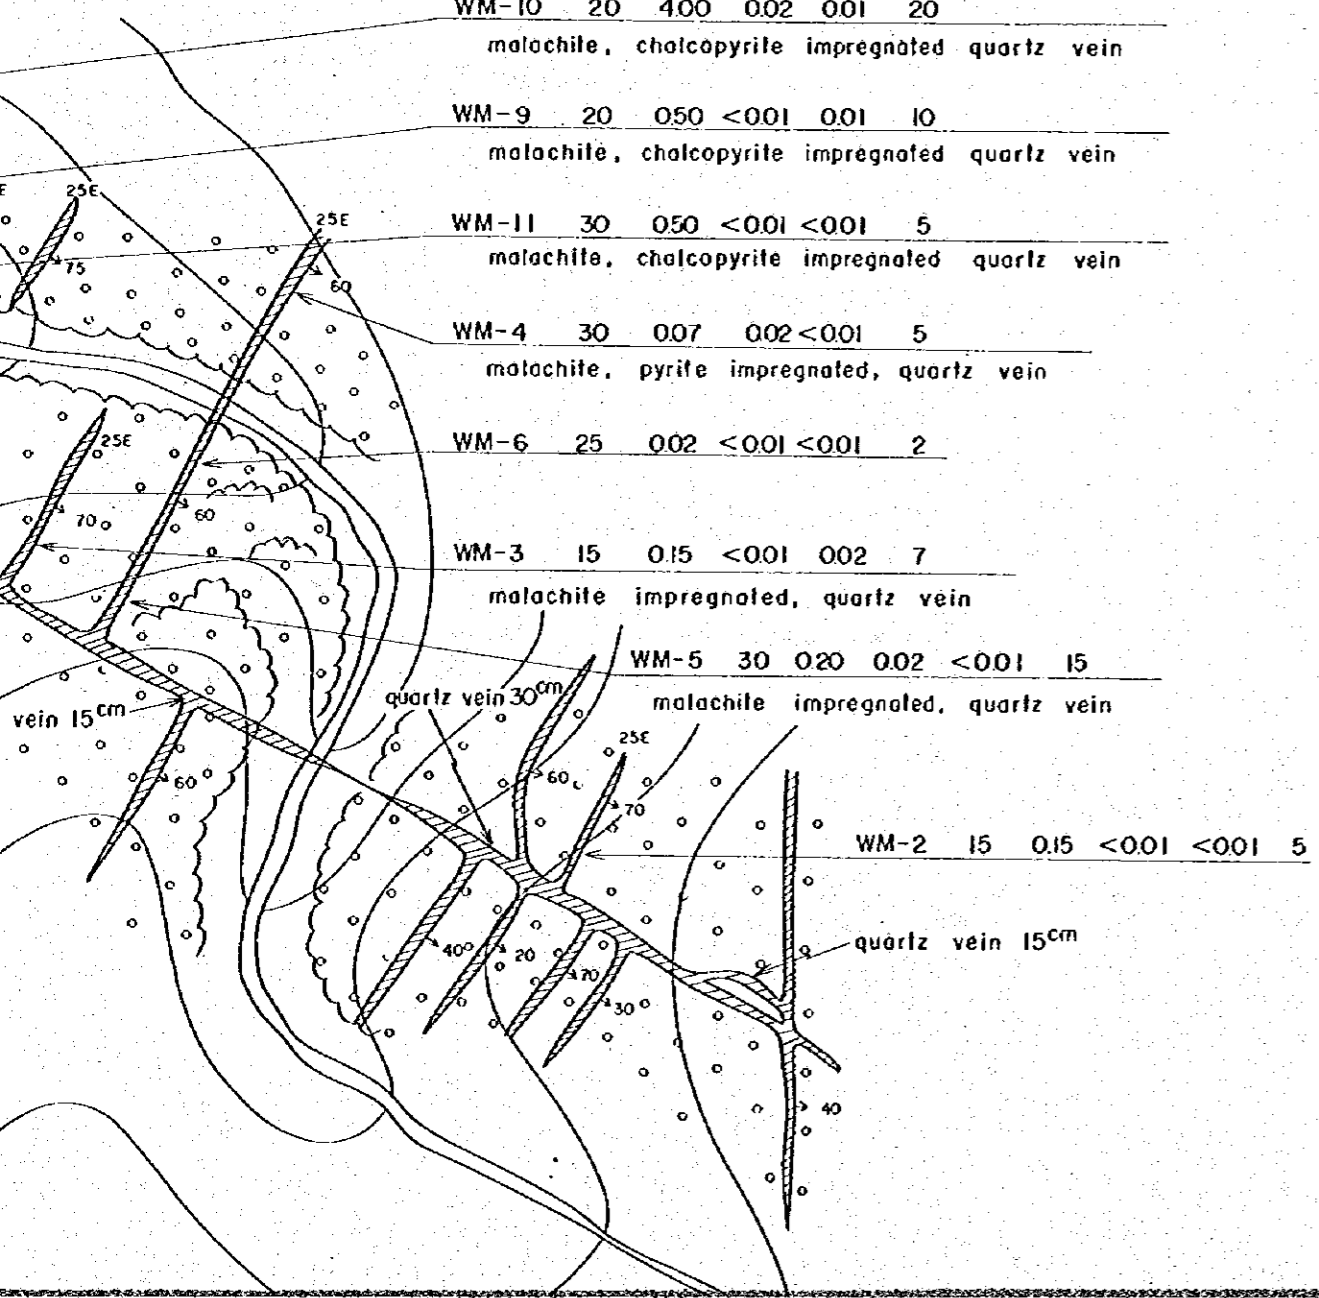 WM-10 20 4.00 0.02 0.01 20
malachite, chalcopyrite impregnated quartz vein
WM-9 20 0.50 <0.01 0.01 10
malachite, chalcopyrite impregnated quartz vein
E 25E
25E
WM-11 30 0.50 <0.01 <0.01 5
malachite, chalcopyrite impregnated quartz vein
75
60
WM-4 30 0.07 0.02 <0.01 5
malachite, pyrite impregnated, quartz vein
25E
WM-6 25 0.02 <0.01 <0.01 2
70
60
WM-3 15 0.15 <0.01 0.02 7
malachite impregnated, quartz vein
WM-5 30 0.20 0.02 <0.01 15
malachite impregnated, quartz vein
quartz vein 30cm
vein 15cm
25E
60
60
70
WM-2 15 0.15 <0.01 <0.01 5
quartz vein 15cm
40°
20
70
30
40